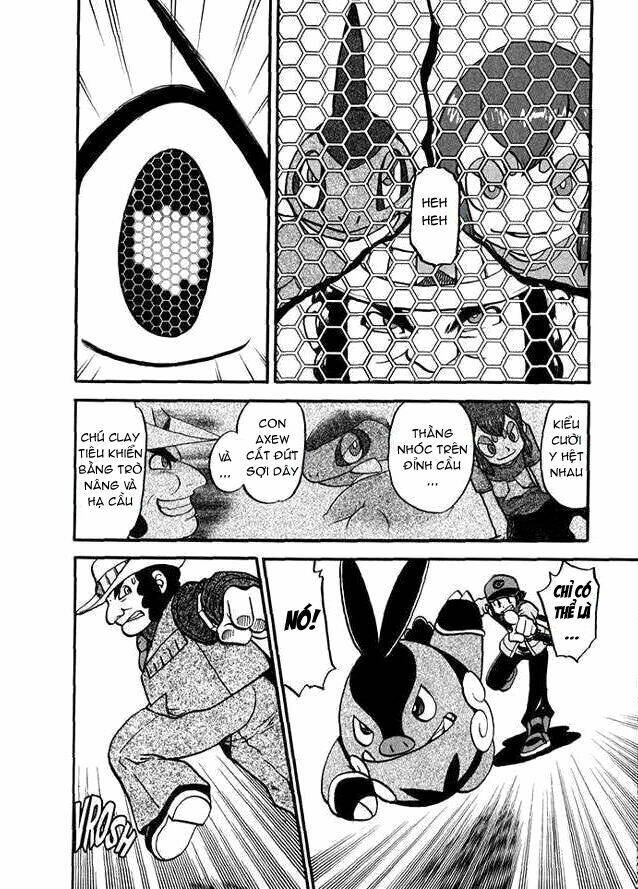 HEH
HEH
KIỂU
CƯỜI
Y HỆT
NHAU
THẰNG
NHÓC TRÊN
ĐỈNH CẦU
...
CON
AXEW
CẮT ĐỨT
SỢI DÂY
VÀ
...
CHÚ CLAY
TIÊU KHIỂN
BẰNG TRÒ
NÂNG VÀ
HẠ CẦU
CHỈ CÓ
THỂ LÀ
...
NÓ!
VROSH